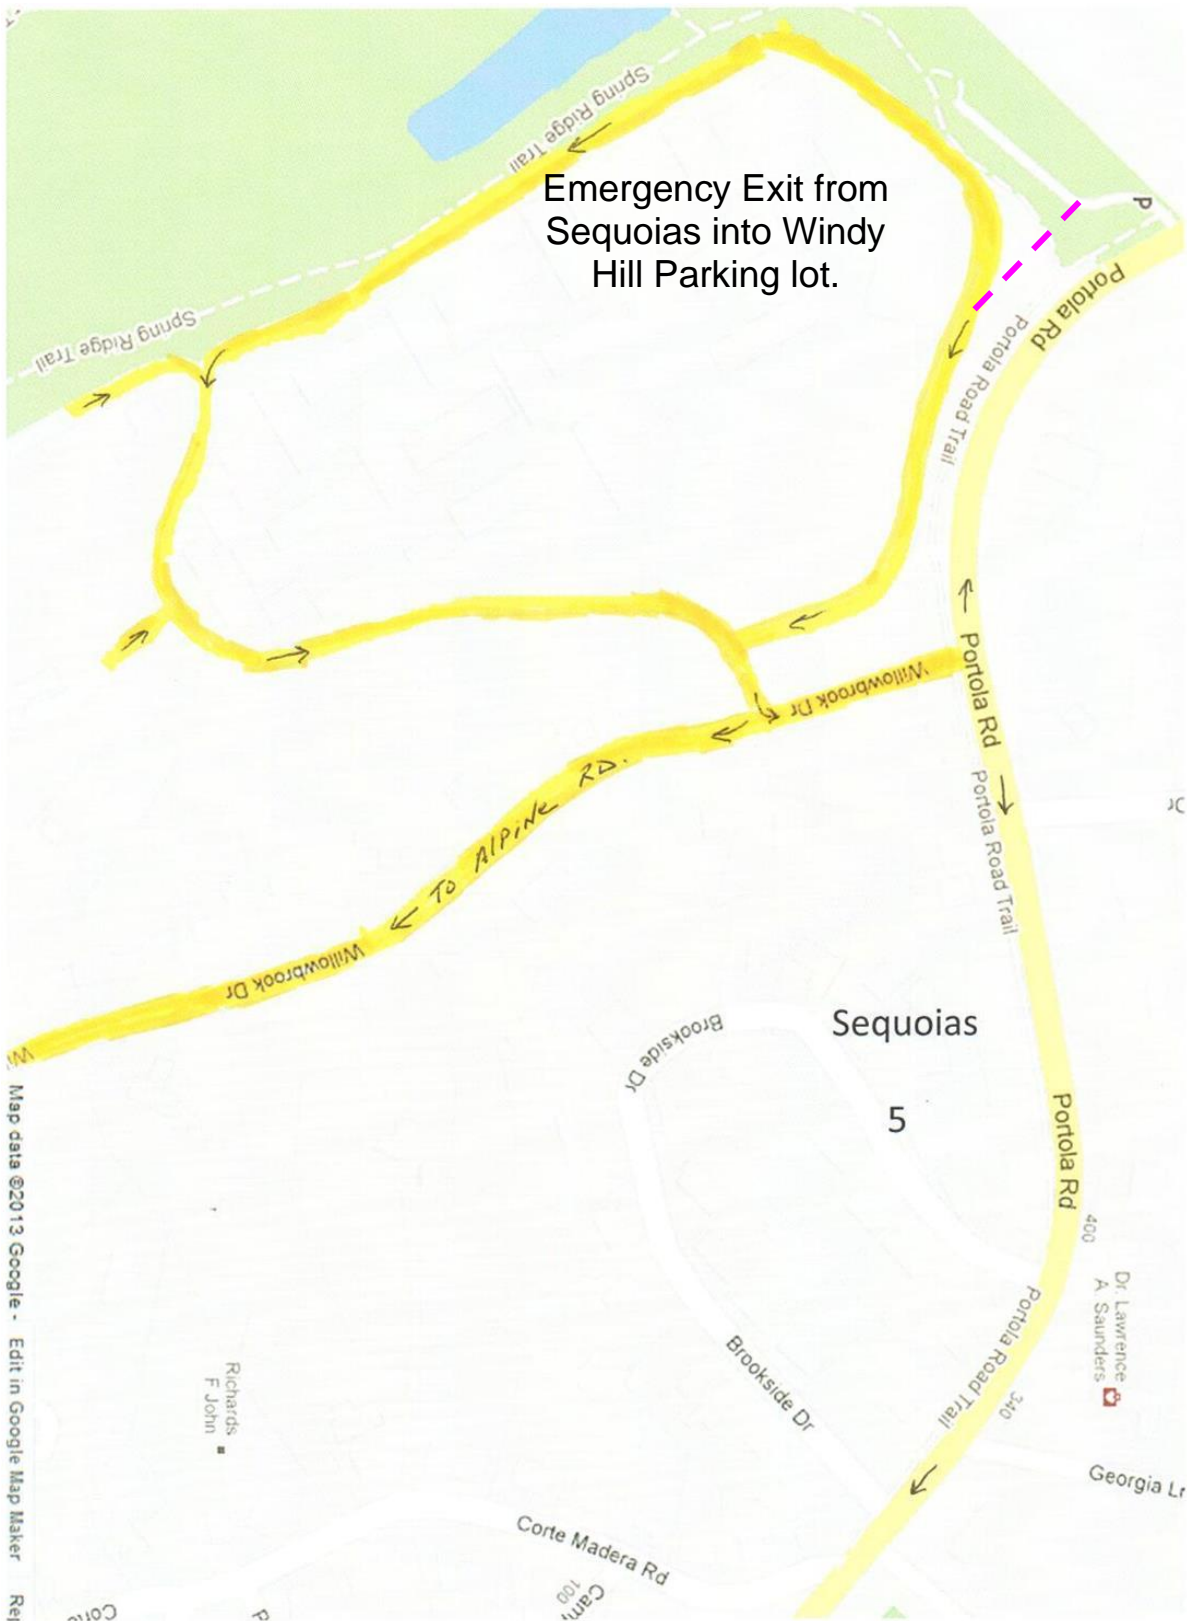 Spring Ridge Trail
Emergency Exit from
Sequoias into Windy
Hill Parking lot.
P
Portola Rd
Portola Road Trail
Spring Ridge Trail
Portola Rd
Willowbrook Dr
Portola Road Trail
TO AlPiNe RD.
Willowbrook Dr
Sequoias
5
Brookside Dr
Portola Rd
400
Dr. Lawrence
A. Saunders
Portola Road Trail
340
Brookside Dr
Richards
F John
Georgia Ln
Corte Madera Rd
100
Map data ©2013 Google - Edit in Google Map Maker